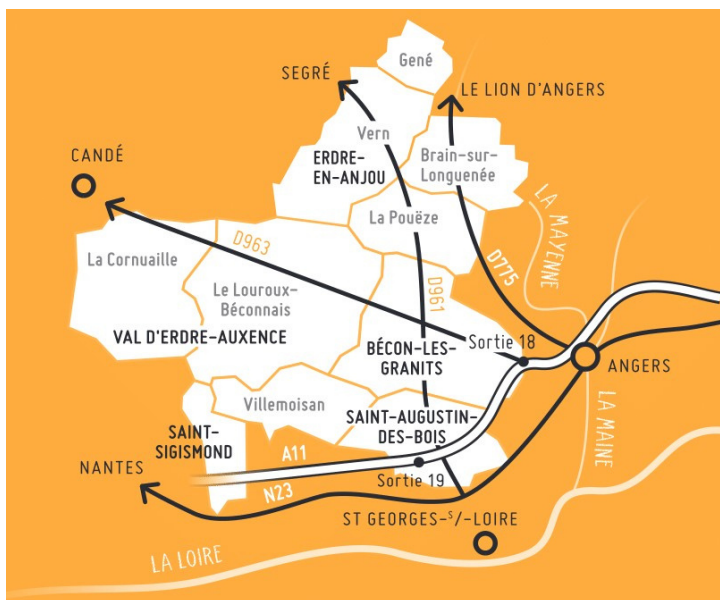 Gené
SEGRÉ
LE LION D'ANGERS
Vern
CANDÉ
ERDRE-
EN-ANJOU
Brain-sur-
Longuenée
LA MAYENNE
La Pouëze
D963
La Cornuaille
D775
D961
Le Louroux-
Béconnais
VAL D'ERDRE-AUXENCE
Sortie 18
BÉCON-LES-
GRANITS
ANGERS
Villemoisan
LA MAINE
SAINT-AUGUSTIN
-DES-BOIS
SAINT-
SIGISMOND
A11
NANTES
Sortie 19
N23
ST GEORGES-S/-LOIRE
LA LOIRE